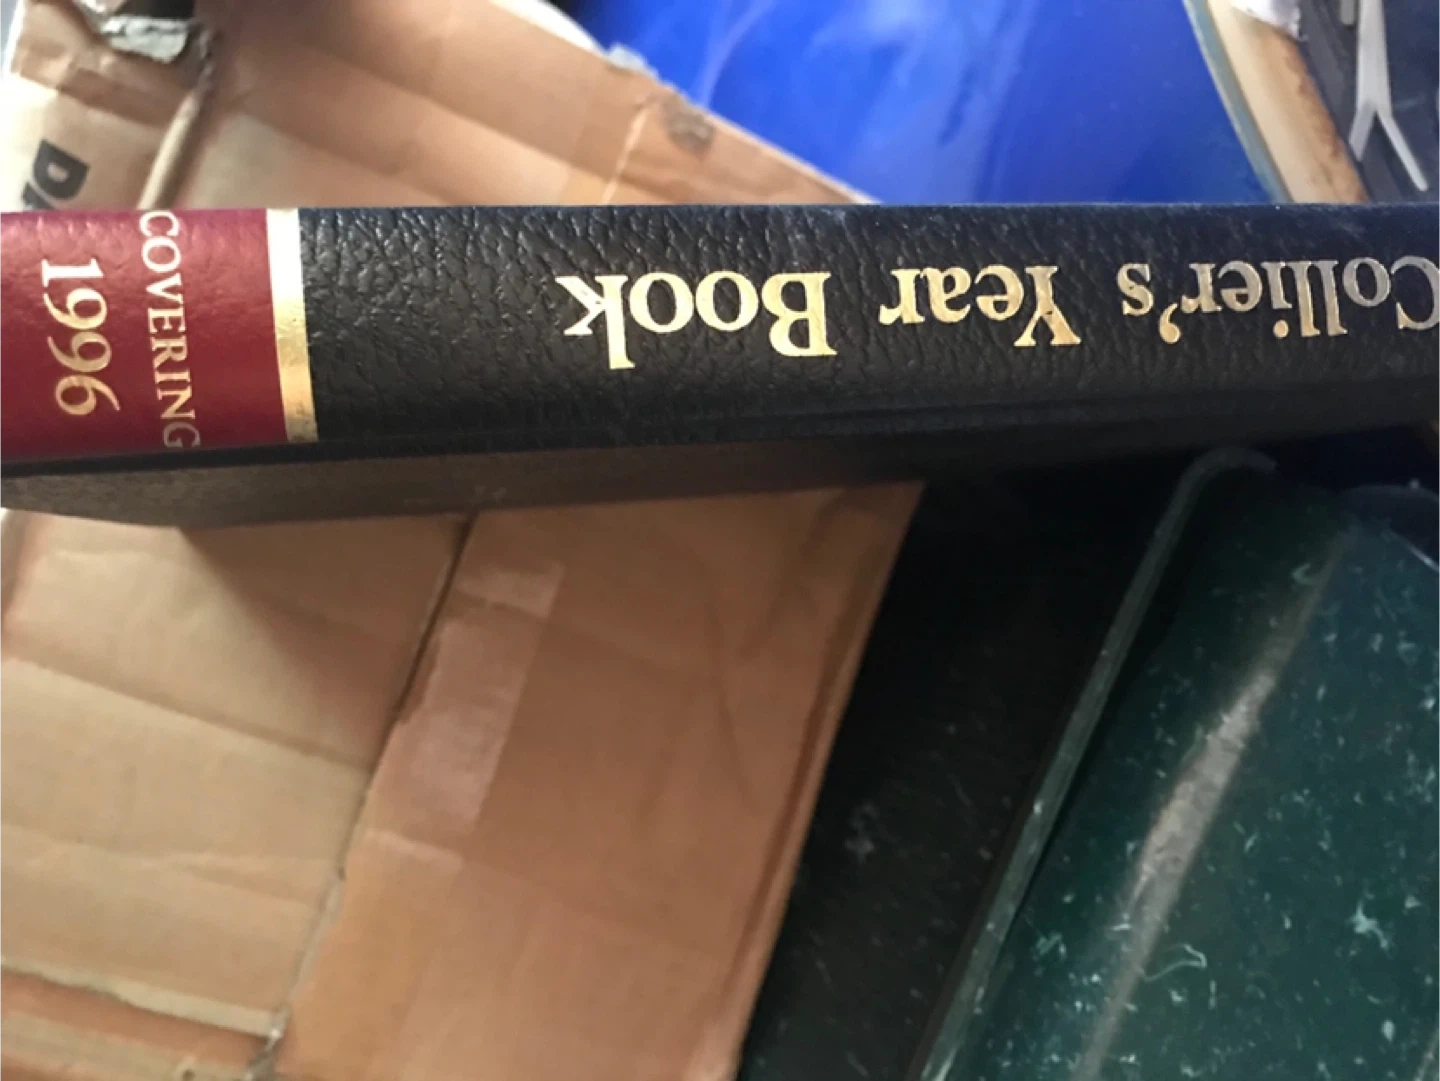 Collier's Year Book
COVERING
1996